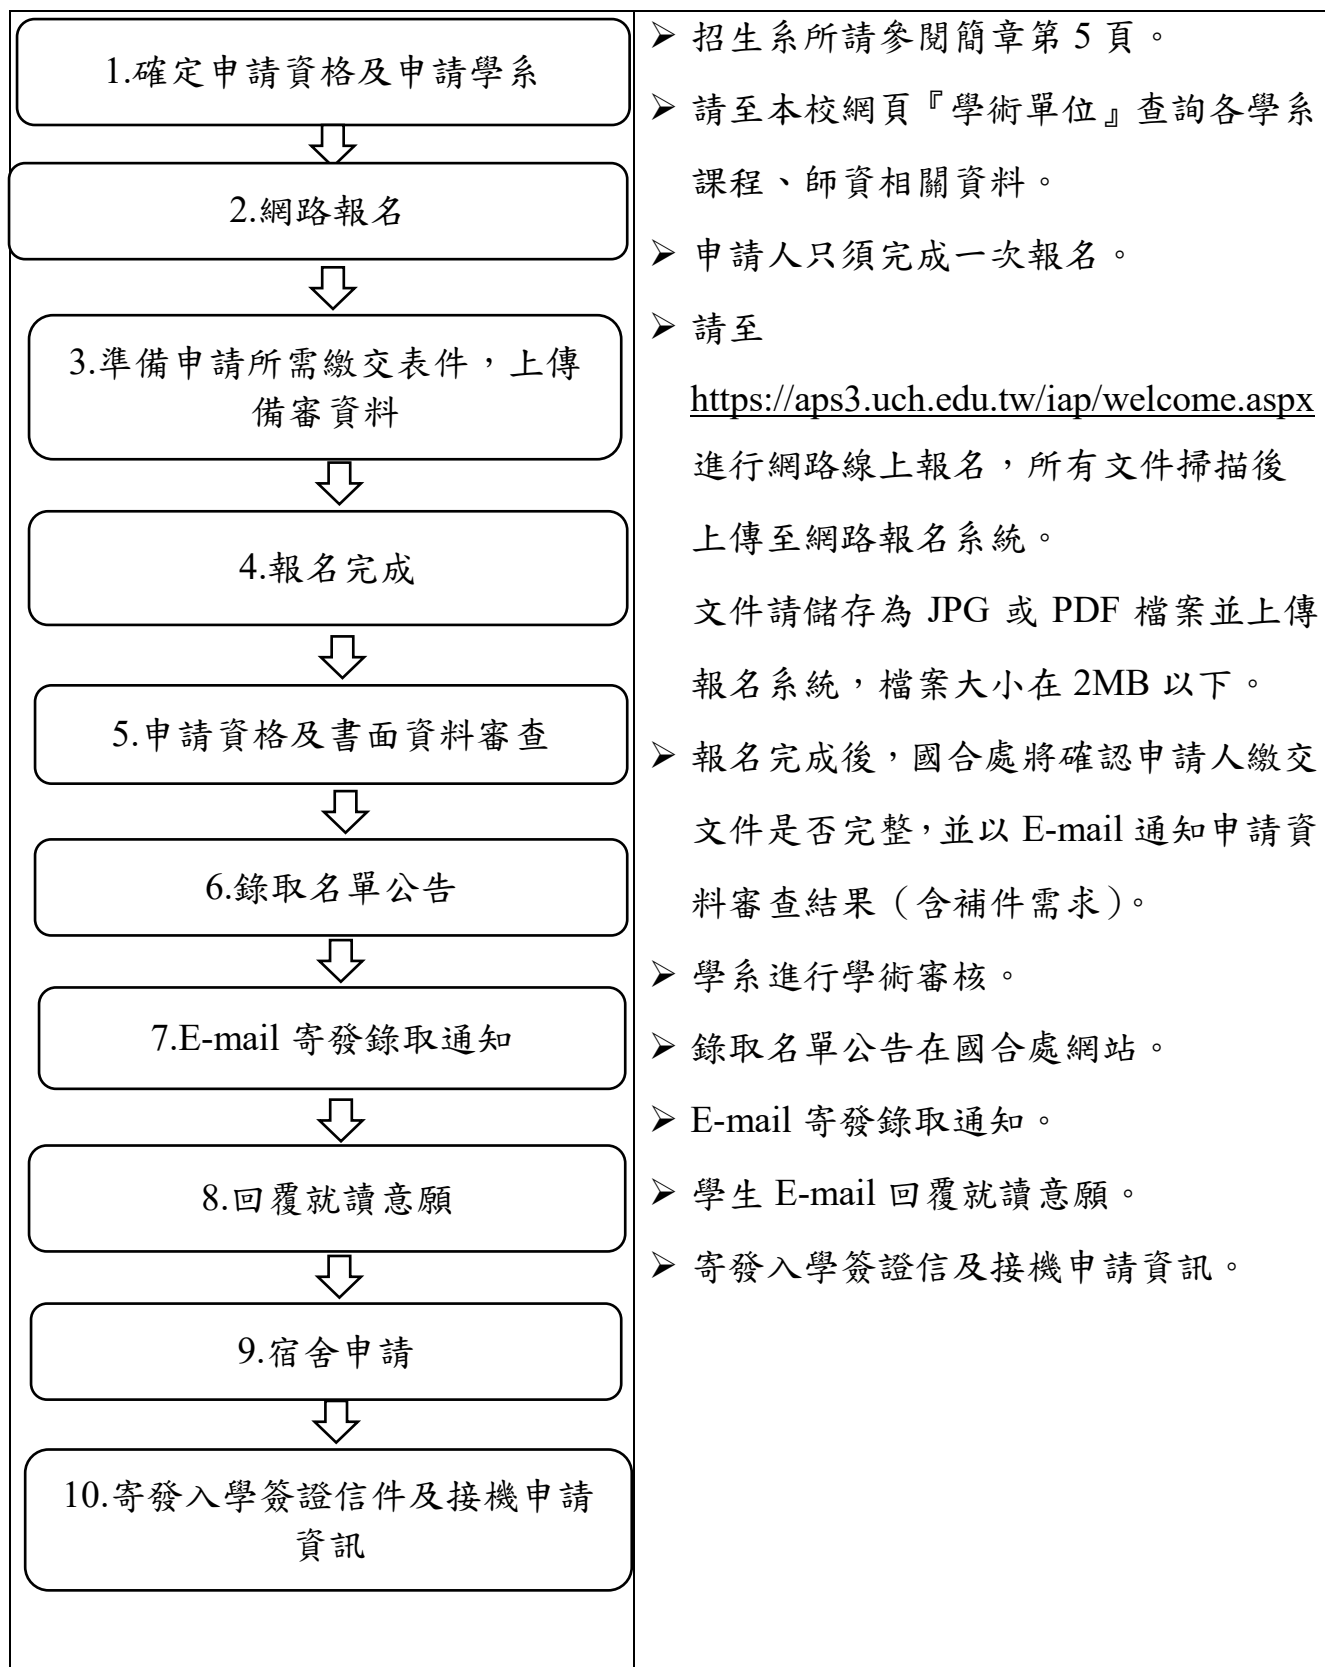 1.確定申請資格及申請學系
2.網路報名
3.準備申請所需繳交表件，上傳
備審資料
4.報名完成
5.申請資格及書面資料審查
6.錄取名單公告
7.E-mail 寄發錄取通知
8.回覆就讀意願
9.宿舍申請
10.寄發入學簽證信件及接機申請
資訊
➢ 招生系所請參閱簡章第 5 頁。
➢ 請至本校網頁『學術單位』查詢各學系
課程、師資相關資料。
➢ 申請人只須完成一次報名。
➢ 請至
https://aps3.uch.edu.tw/iap/welcome.aspx
進行網路線上報名，所有文件掃描後
上傳至網路報名系統。
文件請儲存為 JPG 或 PDF 檔案並上傳
報名系統，檔案大小在 2MB 以下。
➢ 報名完成後，國合處將確認申請人繳交
文件是否完整，並以 E-mail 通知申請資
料審查結果（含補件需求）。
➢ 學系進行學術審核。
➢ 錄取名單公告在國合處網站。
➢ E-mail 寄發錄取通知。
➢ 學生 E-mail 回覆就讀意願。
➢ 寄發入學簽證信及接機申請資訊。